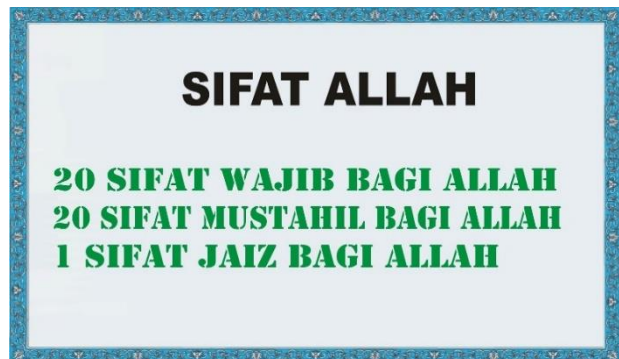 SIFAT ALLAH
20 SIFAT WAJIB BAGI ALLAH
20 SIFAT MUSTAHIL BAGI ALLAH
1 SIFAT JAIZ BAGI ALLAH